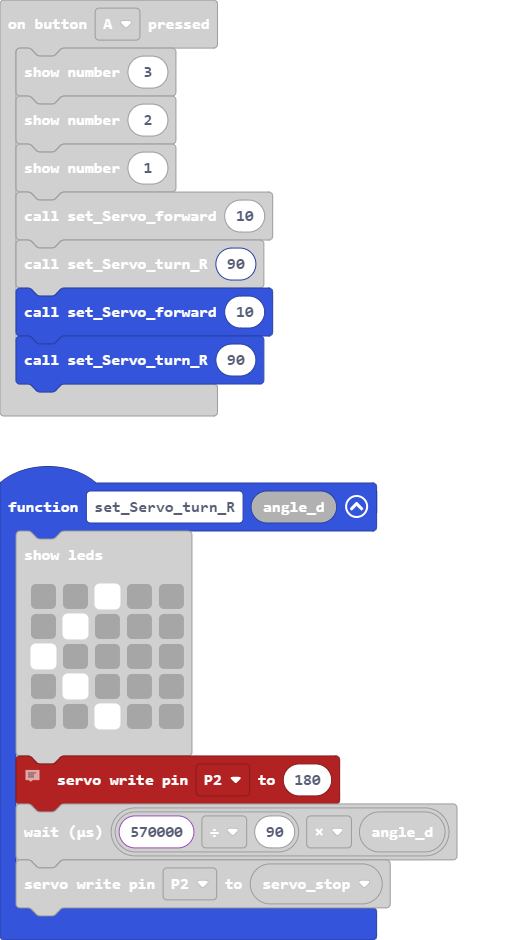 on button A pressed
show number 3
show number 2
show number 1
call set_Servo_forward 10
call set_Servo_turn_R 90
call set_Servo_forward 10
call set_Servo_turn_R 90
function set_Servo_turn_R angle_d
show leds
servo write pin P2 to 180
wait (µs) 570000 ÷ 90 × angle_d
servo write pin P2 to servo_stop